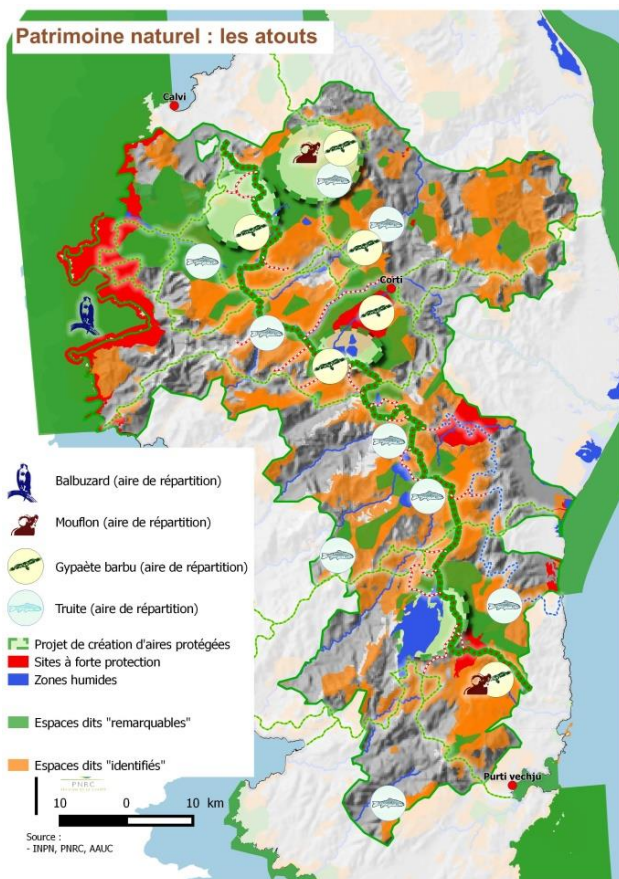 Patrimoine naturel : les atouts
Calvi
Corti
Balbuzard (aire de répartition)
Mouflon (aire de répartition)
Gypaète barbu (aire de répartition)
Truite (aire de répartition)
Projet de création d'aires protégées
Sites à forte protection
Zones humides
Espaces dits "remarquables"
Espaces dits "identifiés"
Purti vechju
PNRC
10 0 10 km
Source :
- INPN, PNRC, AAUC